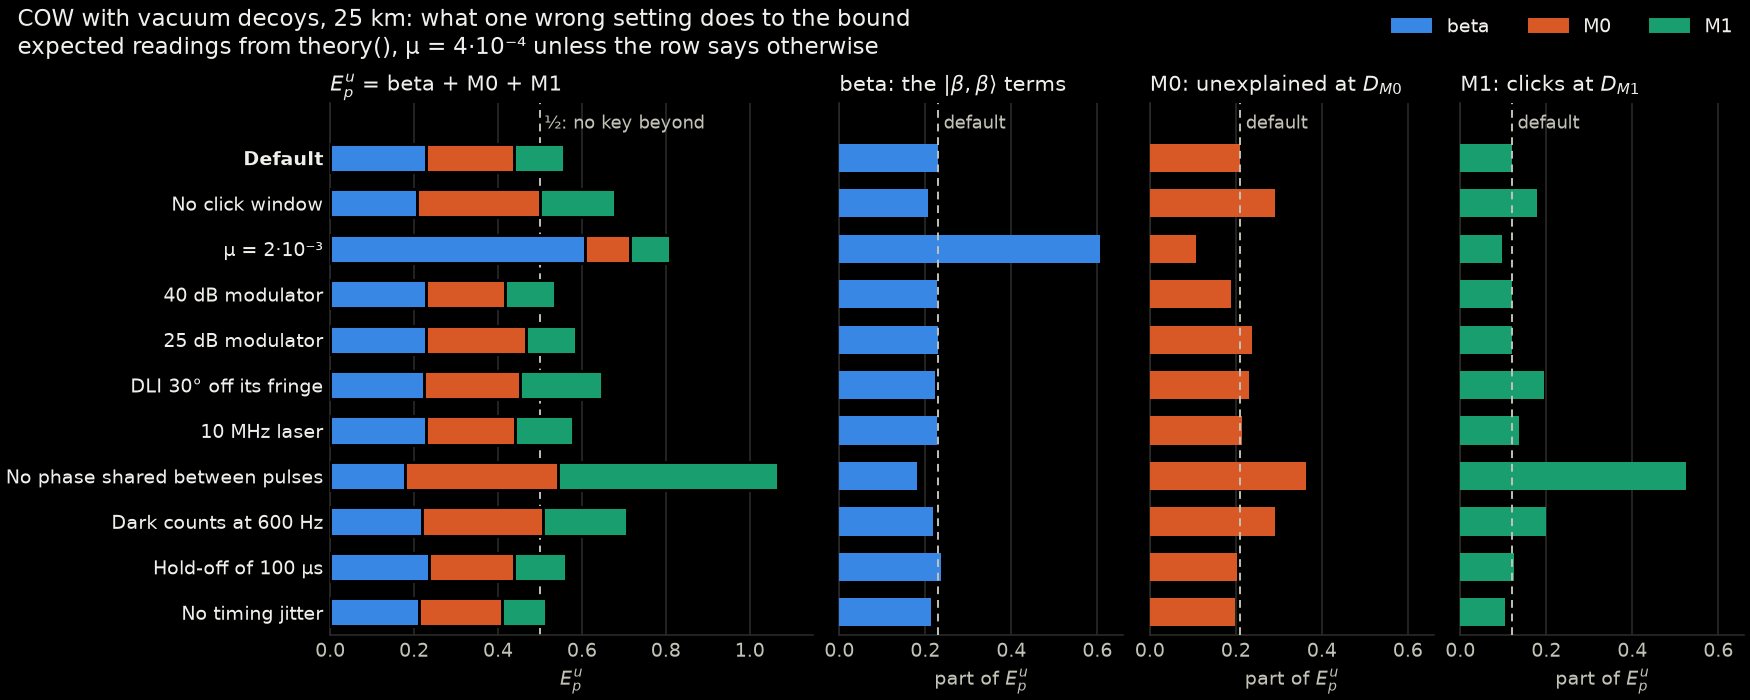 COW with vacuum decoys, 25 km: what one wrong setting does to the bound
expected readings from theory(), μ = 4·10⁻⁴ unless the row says otherwise
beta
M0
M1
E_p^u = beta + M0 + M1
beta: the |β, β⟩ terms
M0: unexplained at D_M0
M1: clicks at D_M1
½: no key beyond
default
default
default
Default
No click window
μ = 2·10⁻³
40 dB modulator
25 dB modulator
DLI 30° off its fringe
10 MHz laser
No phase shared between pulses
Dark counts at 600 Hz
Hold-off of 100 μs
No timing jitter
0.0 0.2 0.4 0.6 0.8 1.0
0.0 0.2 0.4 0.6
0.0 0.2 0.4 0.6
0.0 0.2 0.4 0.6
E_p^u
part of E_p^u
part of E_p^u
part of E_p^u